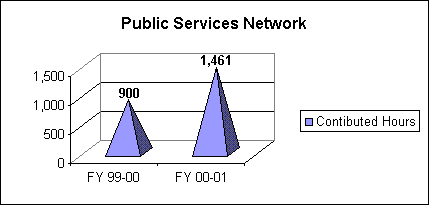 Public Services Network
1,461
900
1,500
1,000
500
0
FY 99-00 FY 00-01
Contibuted Hours